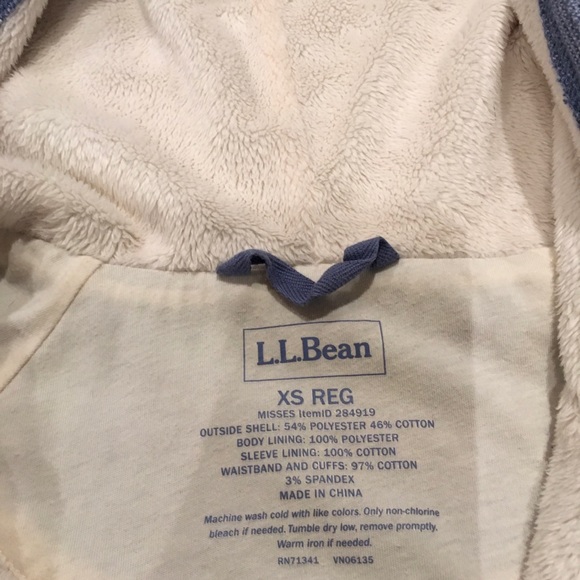 L.L.Bean
XS REG
MISSES ItemID 284919
OUTSIDE SHELL: 54% POLYESTER 46% COTTON
BODY LINING: 100% POLYESTER
SLEEVE LINING: 100% COTTON
WAISTBAND AND CUFFS: 97% COTTON
3% SPANDEX
MADE IN CHINA
Machine wash cold with like colors. Only non-chlorine
bleach if needed. Tumble dry low, remove promptly.
Warm iron if needed.
RN71341 VN06135